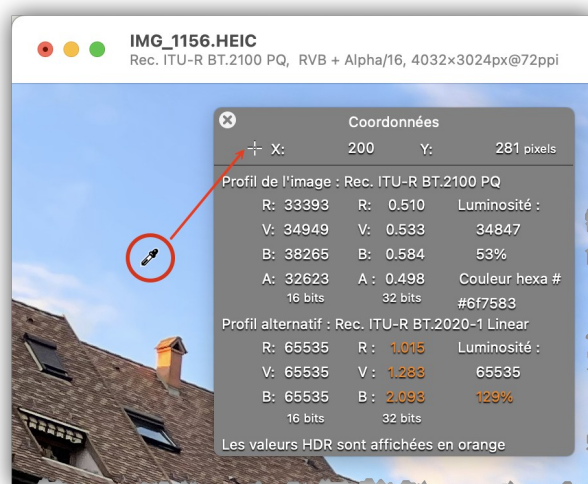 IMG_1156.HEIC
Rec. ITU-R BT.2100 PQ, RVB + Alpha/16, 4032×3024px@72ppi
Coordonnées
X: 200 Y: 281 pixels
Profil de l'image : Rec. ITU-R BT.2100 PQ
R: 33393 R: 0.510 Luminosité :
V: 34949 V: 0.533 34847
B: 38265 B: 0.584 53%
A: 32623 A : 0.498 Couleur hexa #
16 bits 32 bits #6f7583
Profil alternatif : Rec. ITU-R BT.2020-1 Linear
R: 65535 R : 1.015 Luminosité :
V: 65535 V : 1.283 65535
B: 65535 B : 2.093 129%
16 bits 32 bits
Les valeurs HDR sont affichées en orange